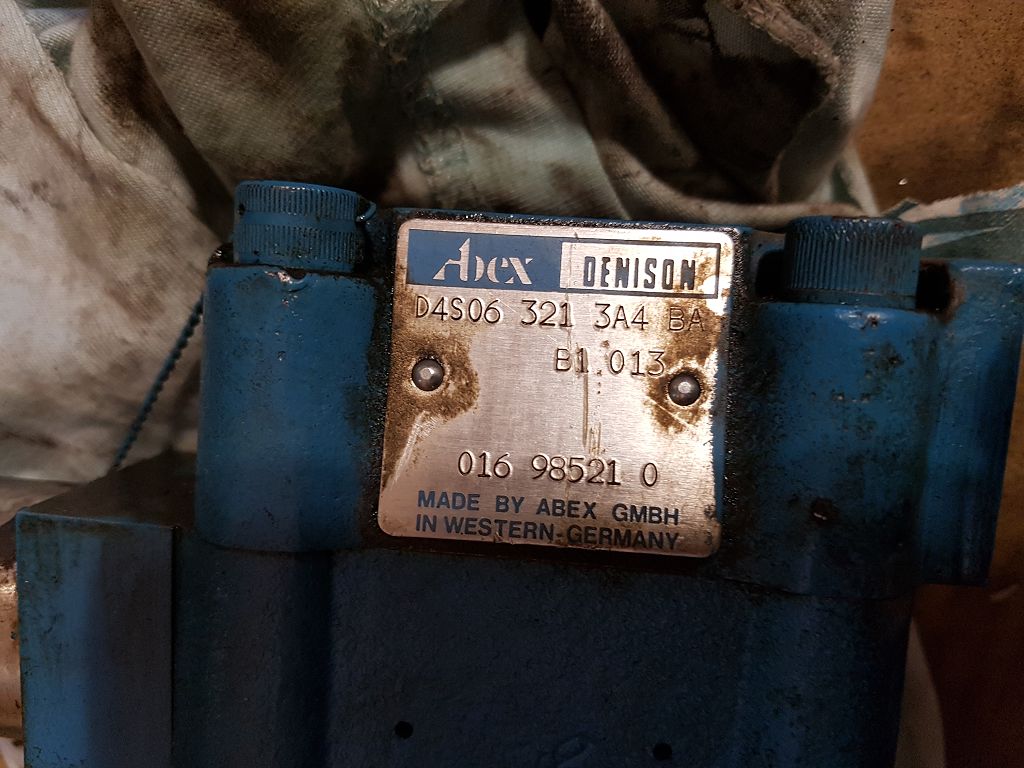 Abex DENISON
D4S06 321 3A4 BA
B1 013
016 98521 0
MADE BY ABEX GMBH
IN WESTERN-GERMANY